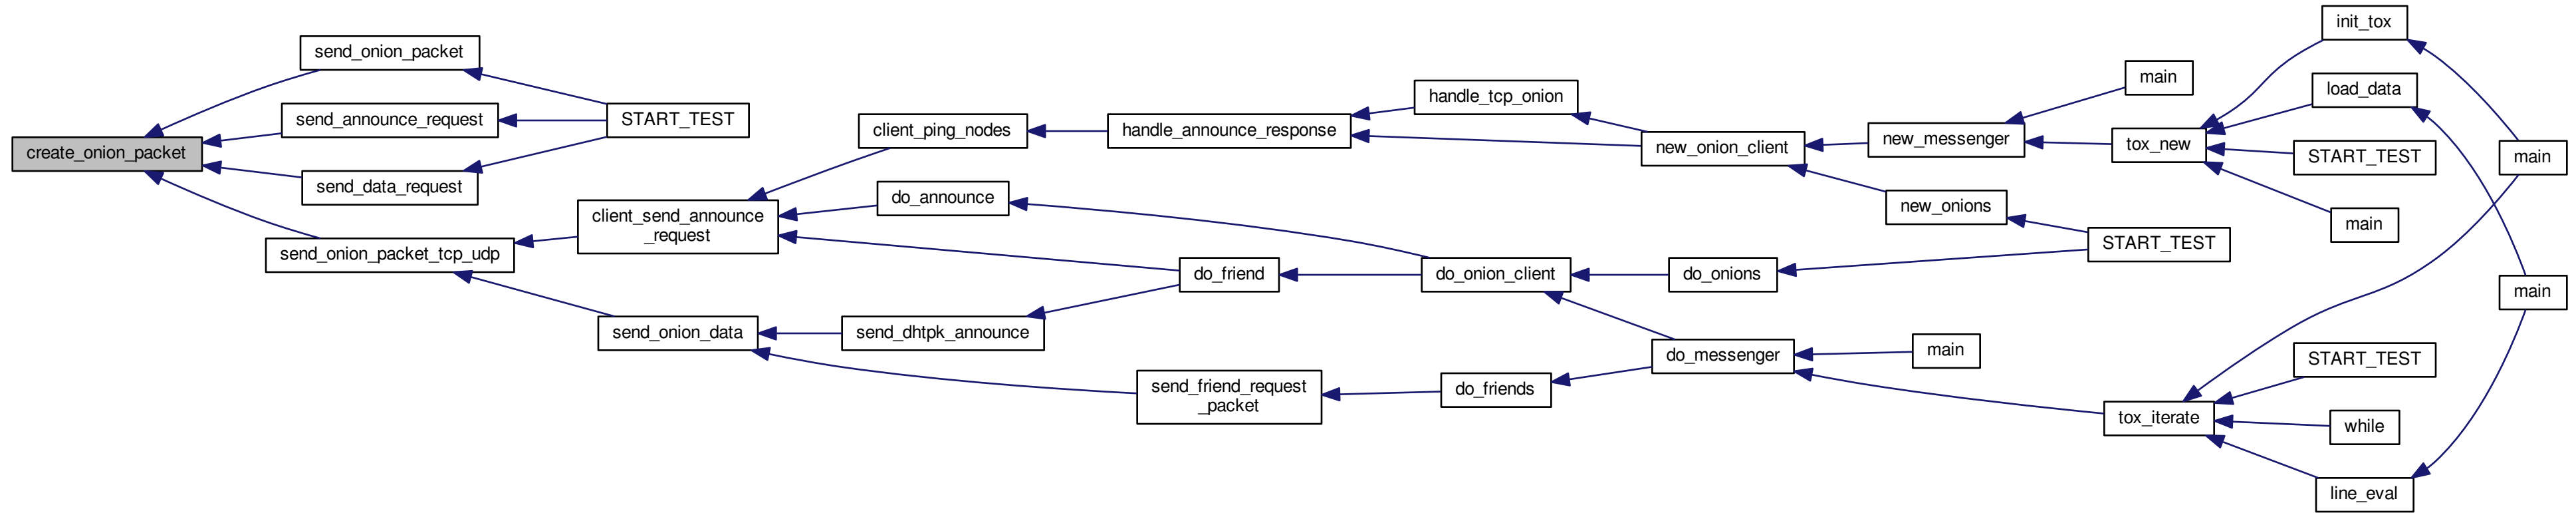 create_onion_packet
send_onion_packet
send_announce_request
send_data_request
send_onion_packet_tcp_udp
START_TEST
client_send_announce
_request
send_onion_data
client_ping_nodes
do_announce
send_dhtpk_announce
handle_announce_response
do_friend
send_friend_request
_packet
handle_tcp_onion
do_onion_client
do_friends
new_onion_client
do_onions
do_messenger
new_messenger
new_onions
main
main
tox_new
START_TEST
tox_iterate
init_tox
load_data
START_TEST
main
START_TEST
while
line_eval
main
main